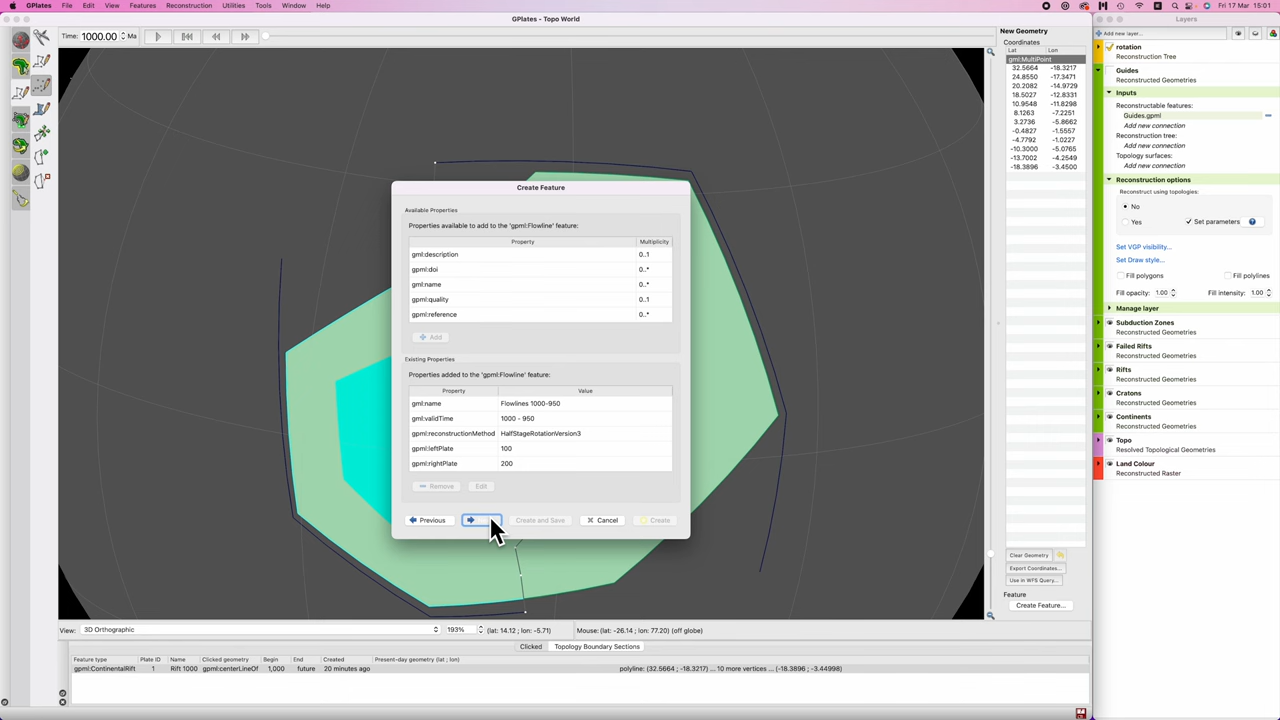 GPlates File Edit View Features Reconstruction Utilities Tools Window Help
Fri 17 Mar 15:01
GPlates - Topo World
Layers
Time: 1000.00 Ma
Add new layer...
New Geometry
Coordinates
Lat Lon
gml:MultiPoint
32.5664 -18.3217
24.8550 -17.3471
20.2082 -14.9729
18.5027 -12.8331
10.9548 -11.8298
8.1263 -7.2251
3.2736 -5.8662
-0.4827 -1.5557
-4.7792 -1.0227
-10.3000 -5.0765
-13.7002 -4.2549
-18.3896 -3.4500
Clear Geometry
Export Coordinates...
Use in WFS Query...
Feature
Create Feature...
rotation
Reconstruction Tree
Guides
Reconstructed Geometries
Inputs
Reconstructable features:
Guides.gpml
Add new connection
Reconstruction tree:
Add new connection
Topology surfaces:
Add new connection
Reconstruction options
Reconstruct using topologies:
No
Yes Set parameters ?
Set VGP visibility...
Set Draw style...
Fill polygons Fill polylines
Fill opacity: 1.00 Fill intensity: 1.00
Manage layer
Subduction Zones
Reconstructed Geometries
Failed Rifts
Reconstructed Geometries
Rifts
Reconstructed Geometries
Cratons
Reconstructed Geometries
Continents
Reconstructed Geometries
Topo
Resolved Topological Geometries
Land Colour
Reconstructed Raster
Create Feature
Available Properties
Properties available to add to the 'gpml:Flowline' feature:
Property Multiplicity
gml:description 0..1
gpml:doi 0..*
gml:name 0..*
gpml:quality 0..1
gpml:reference 0..*
Add
Existing Properties
Properties added to the 'gpml:Flowline' feature:
Property Value
gml:name Flowlines 1000-950
gml:validTime 1000 - 950
gpml:reconstructionMethod HalfStageRotationVersion3
gpml:leftPlate 100
gpml:rightPlate 200
Remove Edit
Previous Create and Save Cancel Create
View: 3D Orthographic 193% (lat: 14.12 ; lon: -5.71) Mouse: (lat: -26.14 ; lon: 77.20) (off globe)
Clicked Topology Boundary Sections
Feature type Plate ID Name Clicked geometry Begin End Created Present-day geometry (lat ; lon)
gpml:ContinentalRift 1 Rift 1000 gpml:centerLineOf 1,000 future 20 minutes ago polyline: (32.5664 ; -18.3217) ... 10 more vertices ... (-18.3896 ; -3.44998)